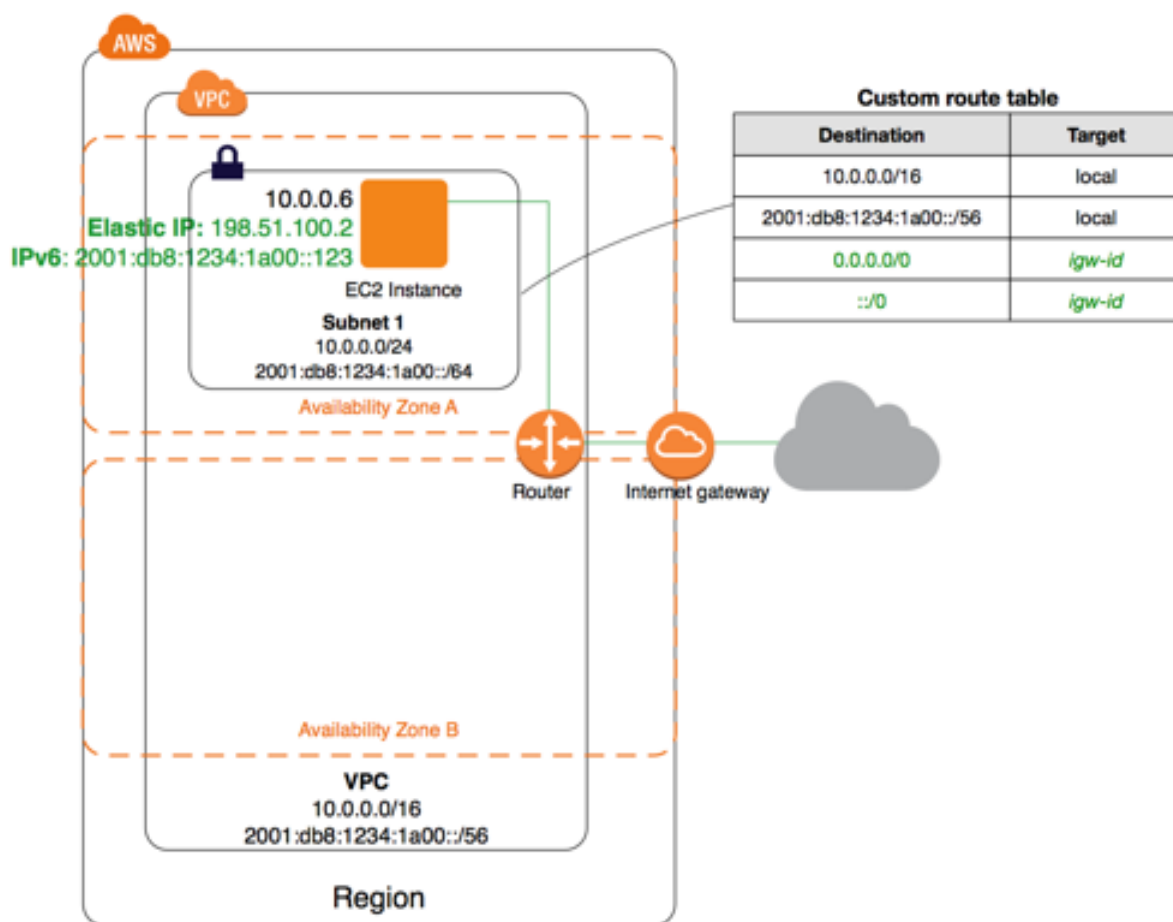 AWS
VPC
Custom route table
Destination Target
10.0.0.0/16 local
2001:db8:1234:1a00::/56 local
0.0.0.0/0 igw-id
::/0 igw-id
10.0.0.6
Elastic IP: 198.51.100.2
IPv6: 2001:db8:1234:1a00::123
EC2 Instance
Subnet 1
10.0.0.0/24
2001:db8:1234:1a00::/64
Availability Zone A
Router
Internet gateway
Availability Zone B
VPC
10.0.0.0/16
2001:db8:1234:1a00::/56
Region